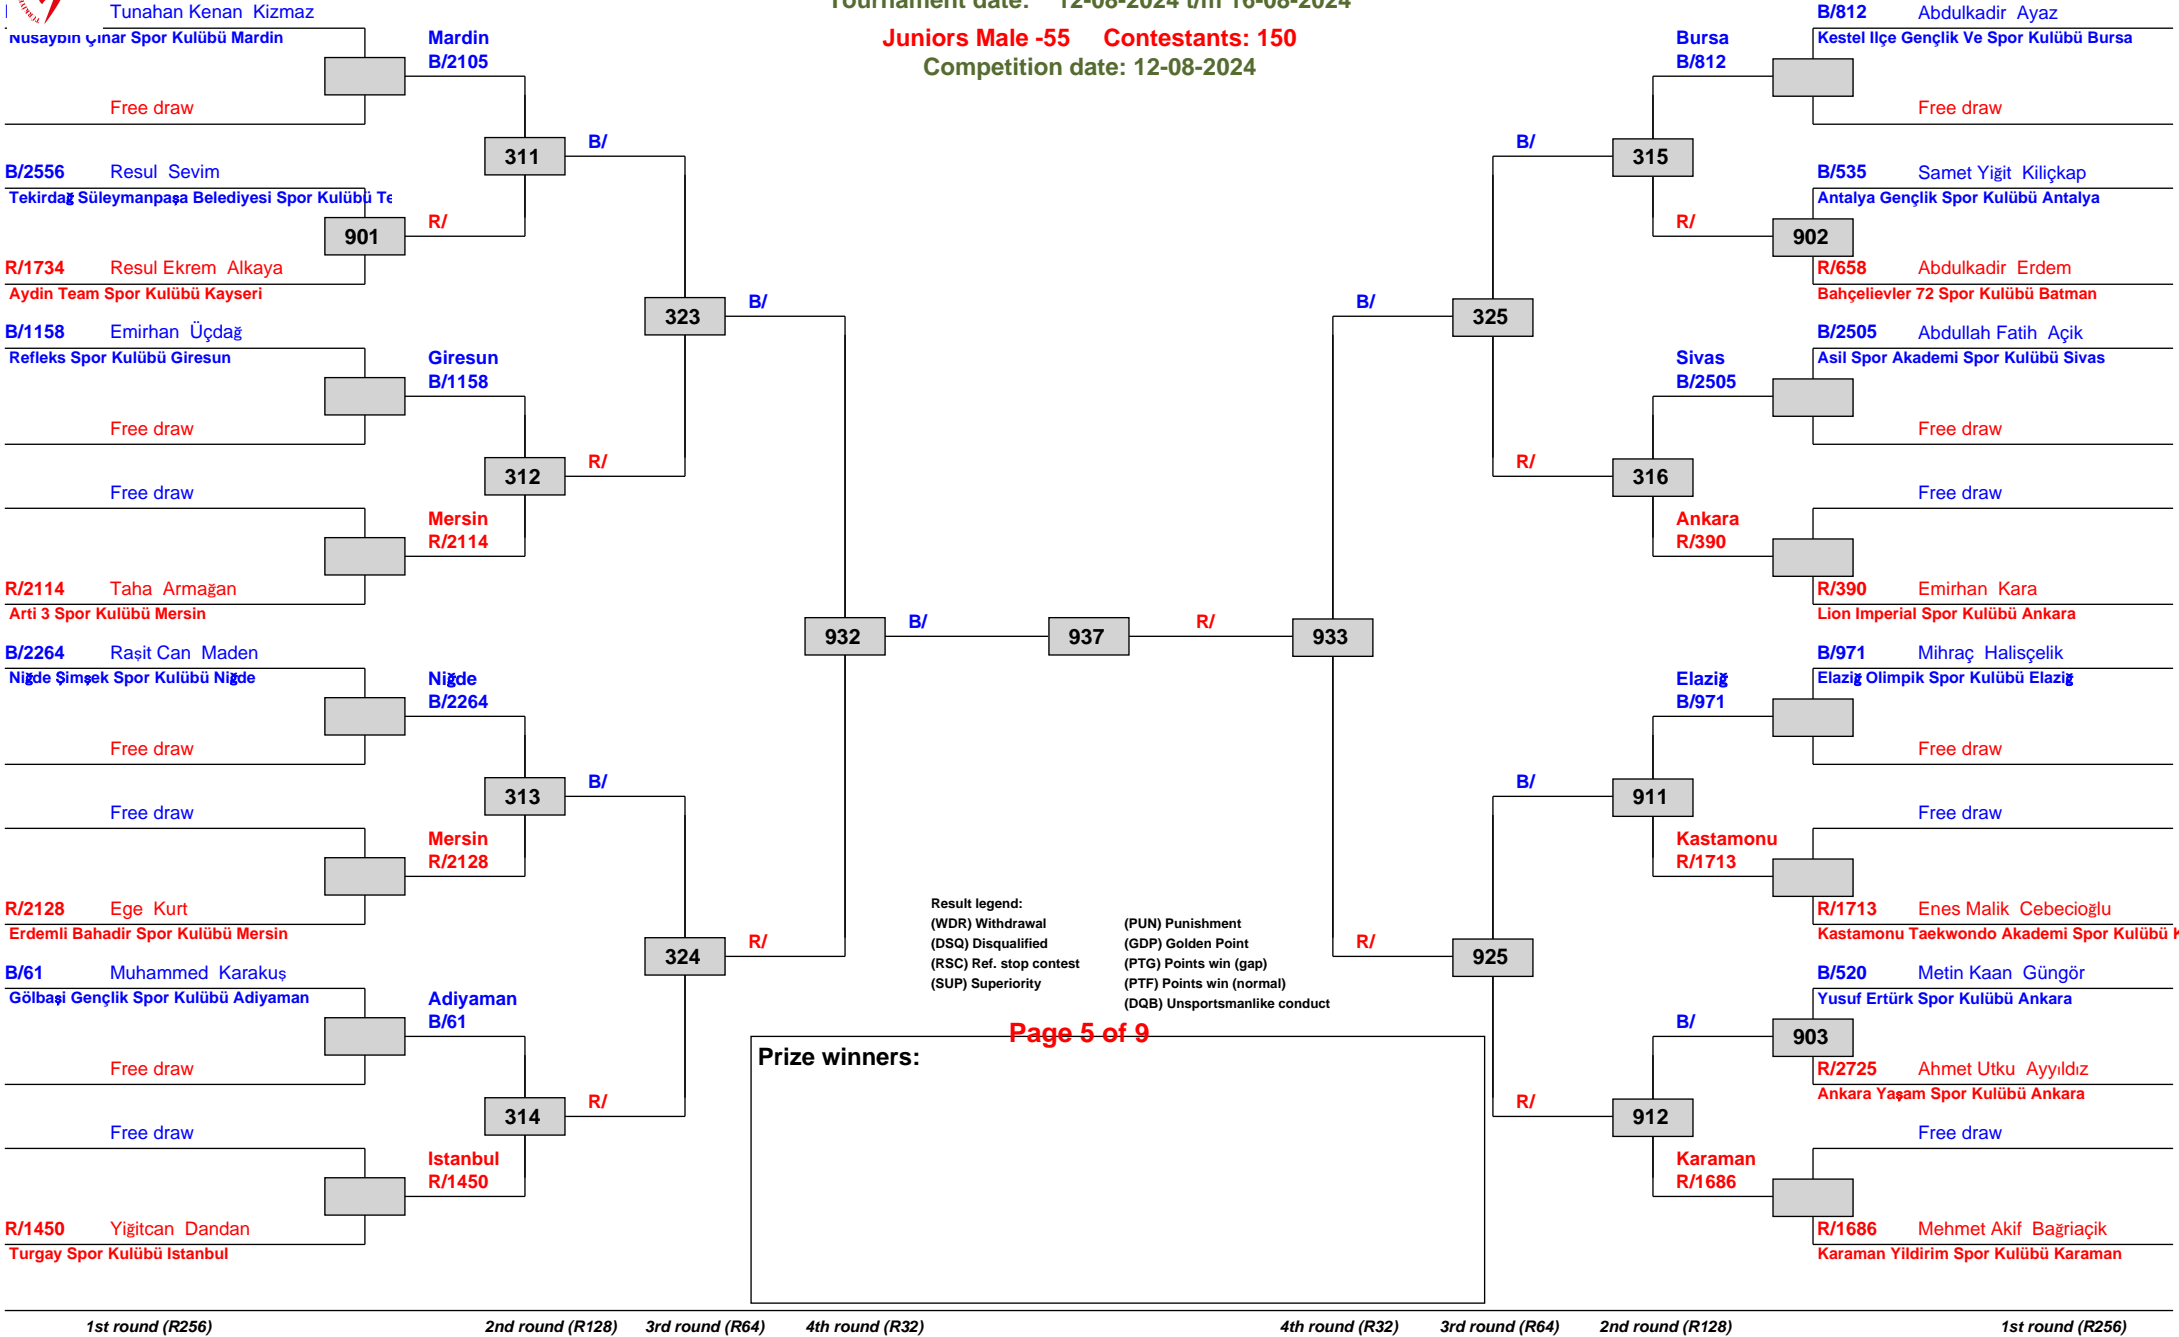 Tournament date: 12-08-2024 t/m 16-08-2024
Juniors Male -55 Contestants: 150
Competition date: 12-08-2024
Tunahan Kenan Kizmaz
Nusaybin Çınar Spor Kulübü Mardin
Mardin
B/2105
Free draw
311
B/
B/2556 Resul Sevim
Tekirdağ Süleymanpaşa Belediyesi Spor Kulübü Te
901
R/
R/1734 Resul Ekrem Alkaya
Aydin Team Spor Kulübü Kayseri
323
B/
B/1158 Emirhan Üçdağ
Refleks Spor Kulübü Giresun
Giresun
B/1158
Free draw
312
R/
Free draw
Mersin
R/2114
R/2114 Taha Armağan
Arti 3 Spor Kulübü Mersin
932
B/
937
R/
933
B/2264 Raşit Can Maden
Niğde Şimşek Spor Kulübü Niğde
Niğde
B/2264
Free draw
313
B/
Free draw
Mersin
R/2128
R/2128 Ege Kurt
Erdemli Bahadir Spor Kulübü Mersin
324
R/
B/61 Muhammed Karakuş
Gölbaşi Gençlik Spor Kulübü Adiyaman
Adiyaman
B/61
Free draw
314
R/
Free draw
Istanbul
R/1450
R/1450 Yiğitcan Dandan
Turgay Spor Kulübü Istanbul
B/812 Abdulkadir Ayaz
Kestel Ilçe Gençlik Ve Spor Kulübü Bursa
Bursa
B/812
Free draw
B/
315
B/535 Samet Yiğit Kiliçkap
Antalya Gençlik Spor Kulübü Antalya
R/
902
R/658 Abdulkadir Erdem
Bahçelievler 72 Spor Kulübü Batman
B/
325
B/2505 Abdullah Fatih Açik
Asil Spor Akademi Spor Kulübü Sivas
Sivas
B/2505
Free draw
R/
316
Free draw
Ankara
R/390
R/390 Emirhan Kara
Lion Imperial Spor Kulübü Ankara
B/971 Mihraç Halisçelik
Elaziğ Olimpik Spor Kulübü Elaziğ
Elaziğ
B/971
Free draw
B/
911
Free draw
Kastamonu
R/1713
R/1713 Enes Malik Cebecioğlu
Kastamonu Taekwondo Akademi Spor Kulübü K
R/
925
B/520 Metin Kaan Güngör
Yusuf Ertürk Spor Kulübü Ankara
B/
903
R/2725 Ahmet Utku Ayyıldız
Ankara Yaşam Spor Kulübü Ankara
R/
912
Free draw
Karaman
R/1686
R/1686 Mehmet Akif Bağriaçik
Karaman Yildirim Spor Kulübü Karaman
Result legend:
(WDR) Withdrawal (PUN) Punishment
(DSQ) Disqualified (GDP) Golden Point
(RSC) Ref. stop contest (PTG) Points win (gap)
(SUP) Superiority (PTF) Points win (normal)
(DQB) Unsportsmanlike conduct
Page 5 of 9
Prize winners:
1st round (R256) 2nd round (R128) 3rd round (R64) 4th round (R32) 4th round (R32) 3rd round (R64) 2nd round (R128) 1st round (R256)